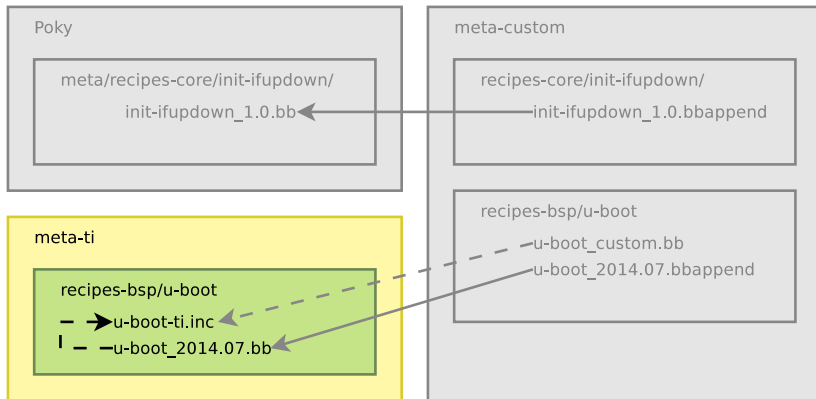 Poky
meta/recipes-core/init-ifupdown/
init-ifupdown_1.0.bb
meta-custom
recipes-core/init-ifupdown/
init-ifupdown_1.0.bbappend
recipes-bsp/u-boot
u-boot_custom.bb
u-boot_2014.07.bbappend
meta-ti
recipes-bsp/u-boot
u-boot-ti.inc
u-boot_2014.07.bb